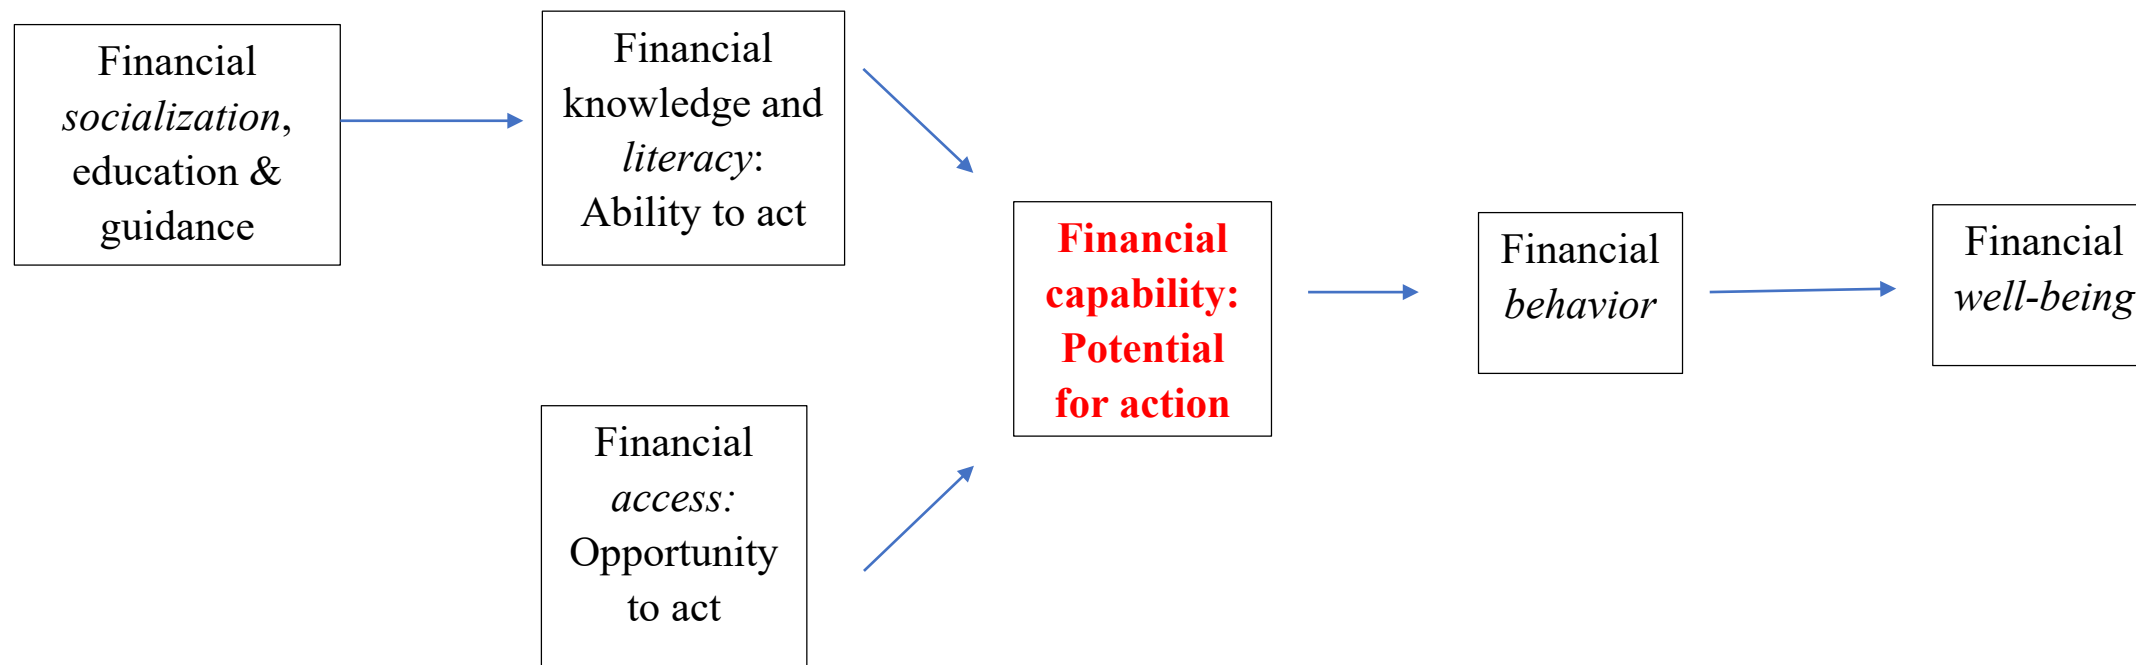 Financial
socialization,
education &
guidance
Financial
knowledge and
literacy:
Ability to act
Financial
access:
Opportunity
to act
Financial
capability:
Potential
for action
Financial
behavior
Financial
well-being